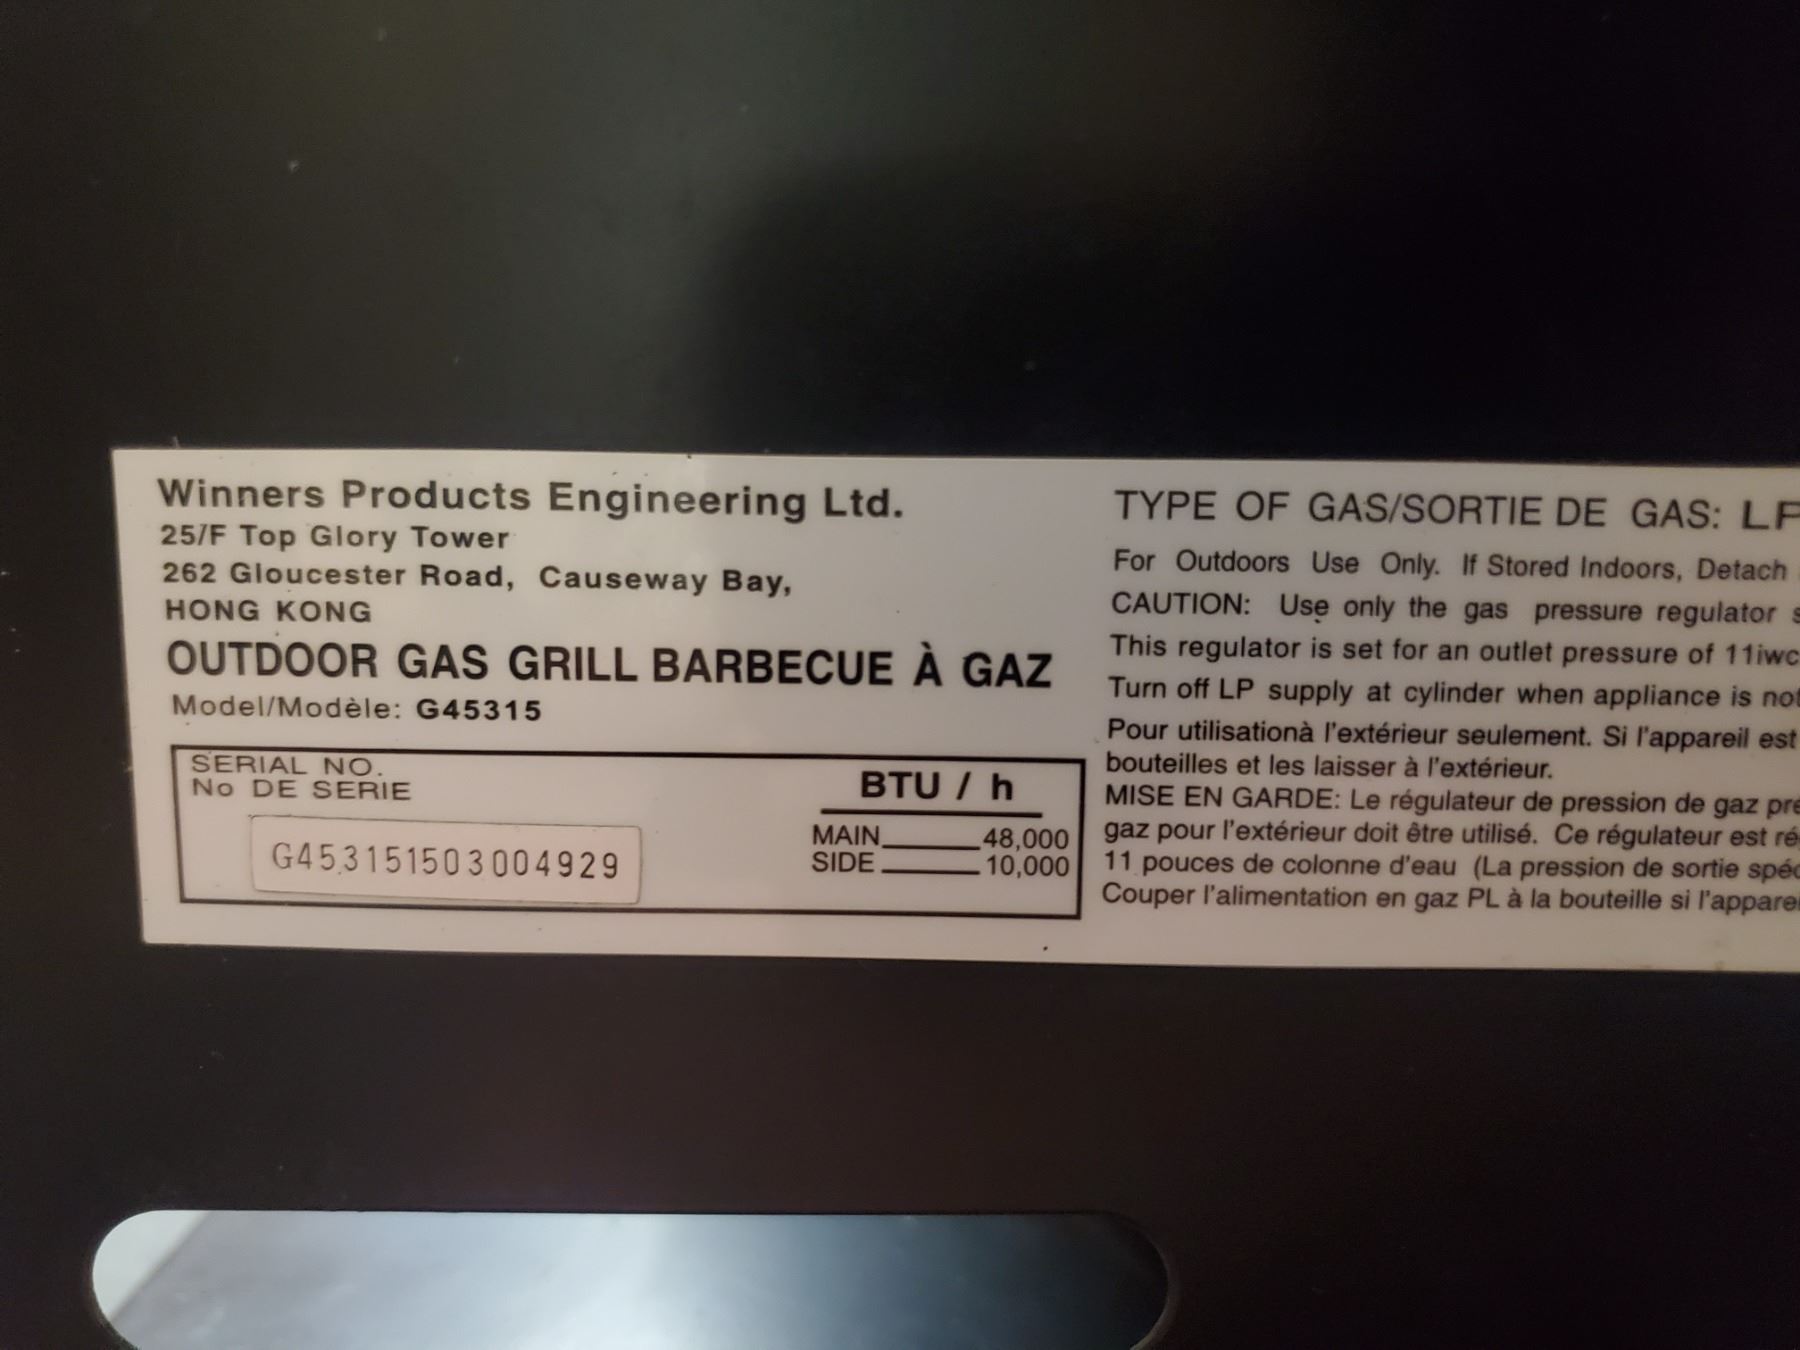 Winners Products Engineering Ltd.
25/F Top Glory Tower
262 Gloucester Road, Causeway Bay,
HONG KONG
OUTDOOR GAS GRILL BARBECUE À GAZ
Model/Modèle: G45315
SERIAL NO.
No DE SERIE
G453151503004929
BTU / h
MAIN 48,000
SIDE 10,000
TYPE OF GAS/SORTIE DE GAS: LP
For Outdoors Use Only. If Stored Indoors, Detach
CAUTION: Use only the gas pressure regulator
This regulator is set for an outlet pressure of 11iwc
Turn off LP supply at cylinder when appliance is not
Pour utilisationà l'extérieur seulement. Si l'appareil est
bouteilles et les laisser à l'extérieur.
MISE EN GARDE: Le régulateur de pression de gaz
gaz pour l'extérieur doit être utilisé. Ce régulateur est
11 pouces de colonne d'eau (La pression de sortie
Couper l'alimentation en gaz PL à la bouteille si